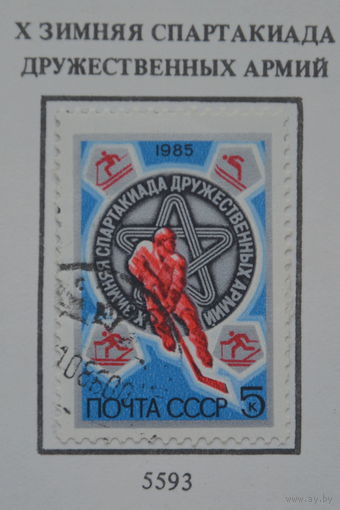 X ЗИМНЯЯ СПАРТАКИАДА
ДРУЖЕСТВЕННЫХ АРМИЙ
1985
X ЗИМНЯЯ СПАРТАКИАДА ДРУЖЕСТВЕННЫХ АРМИЙ
ПОЧТА СССР 5 К
5593
www.ay.by